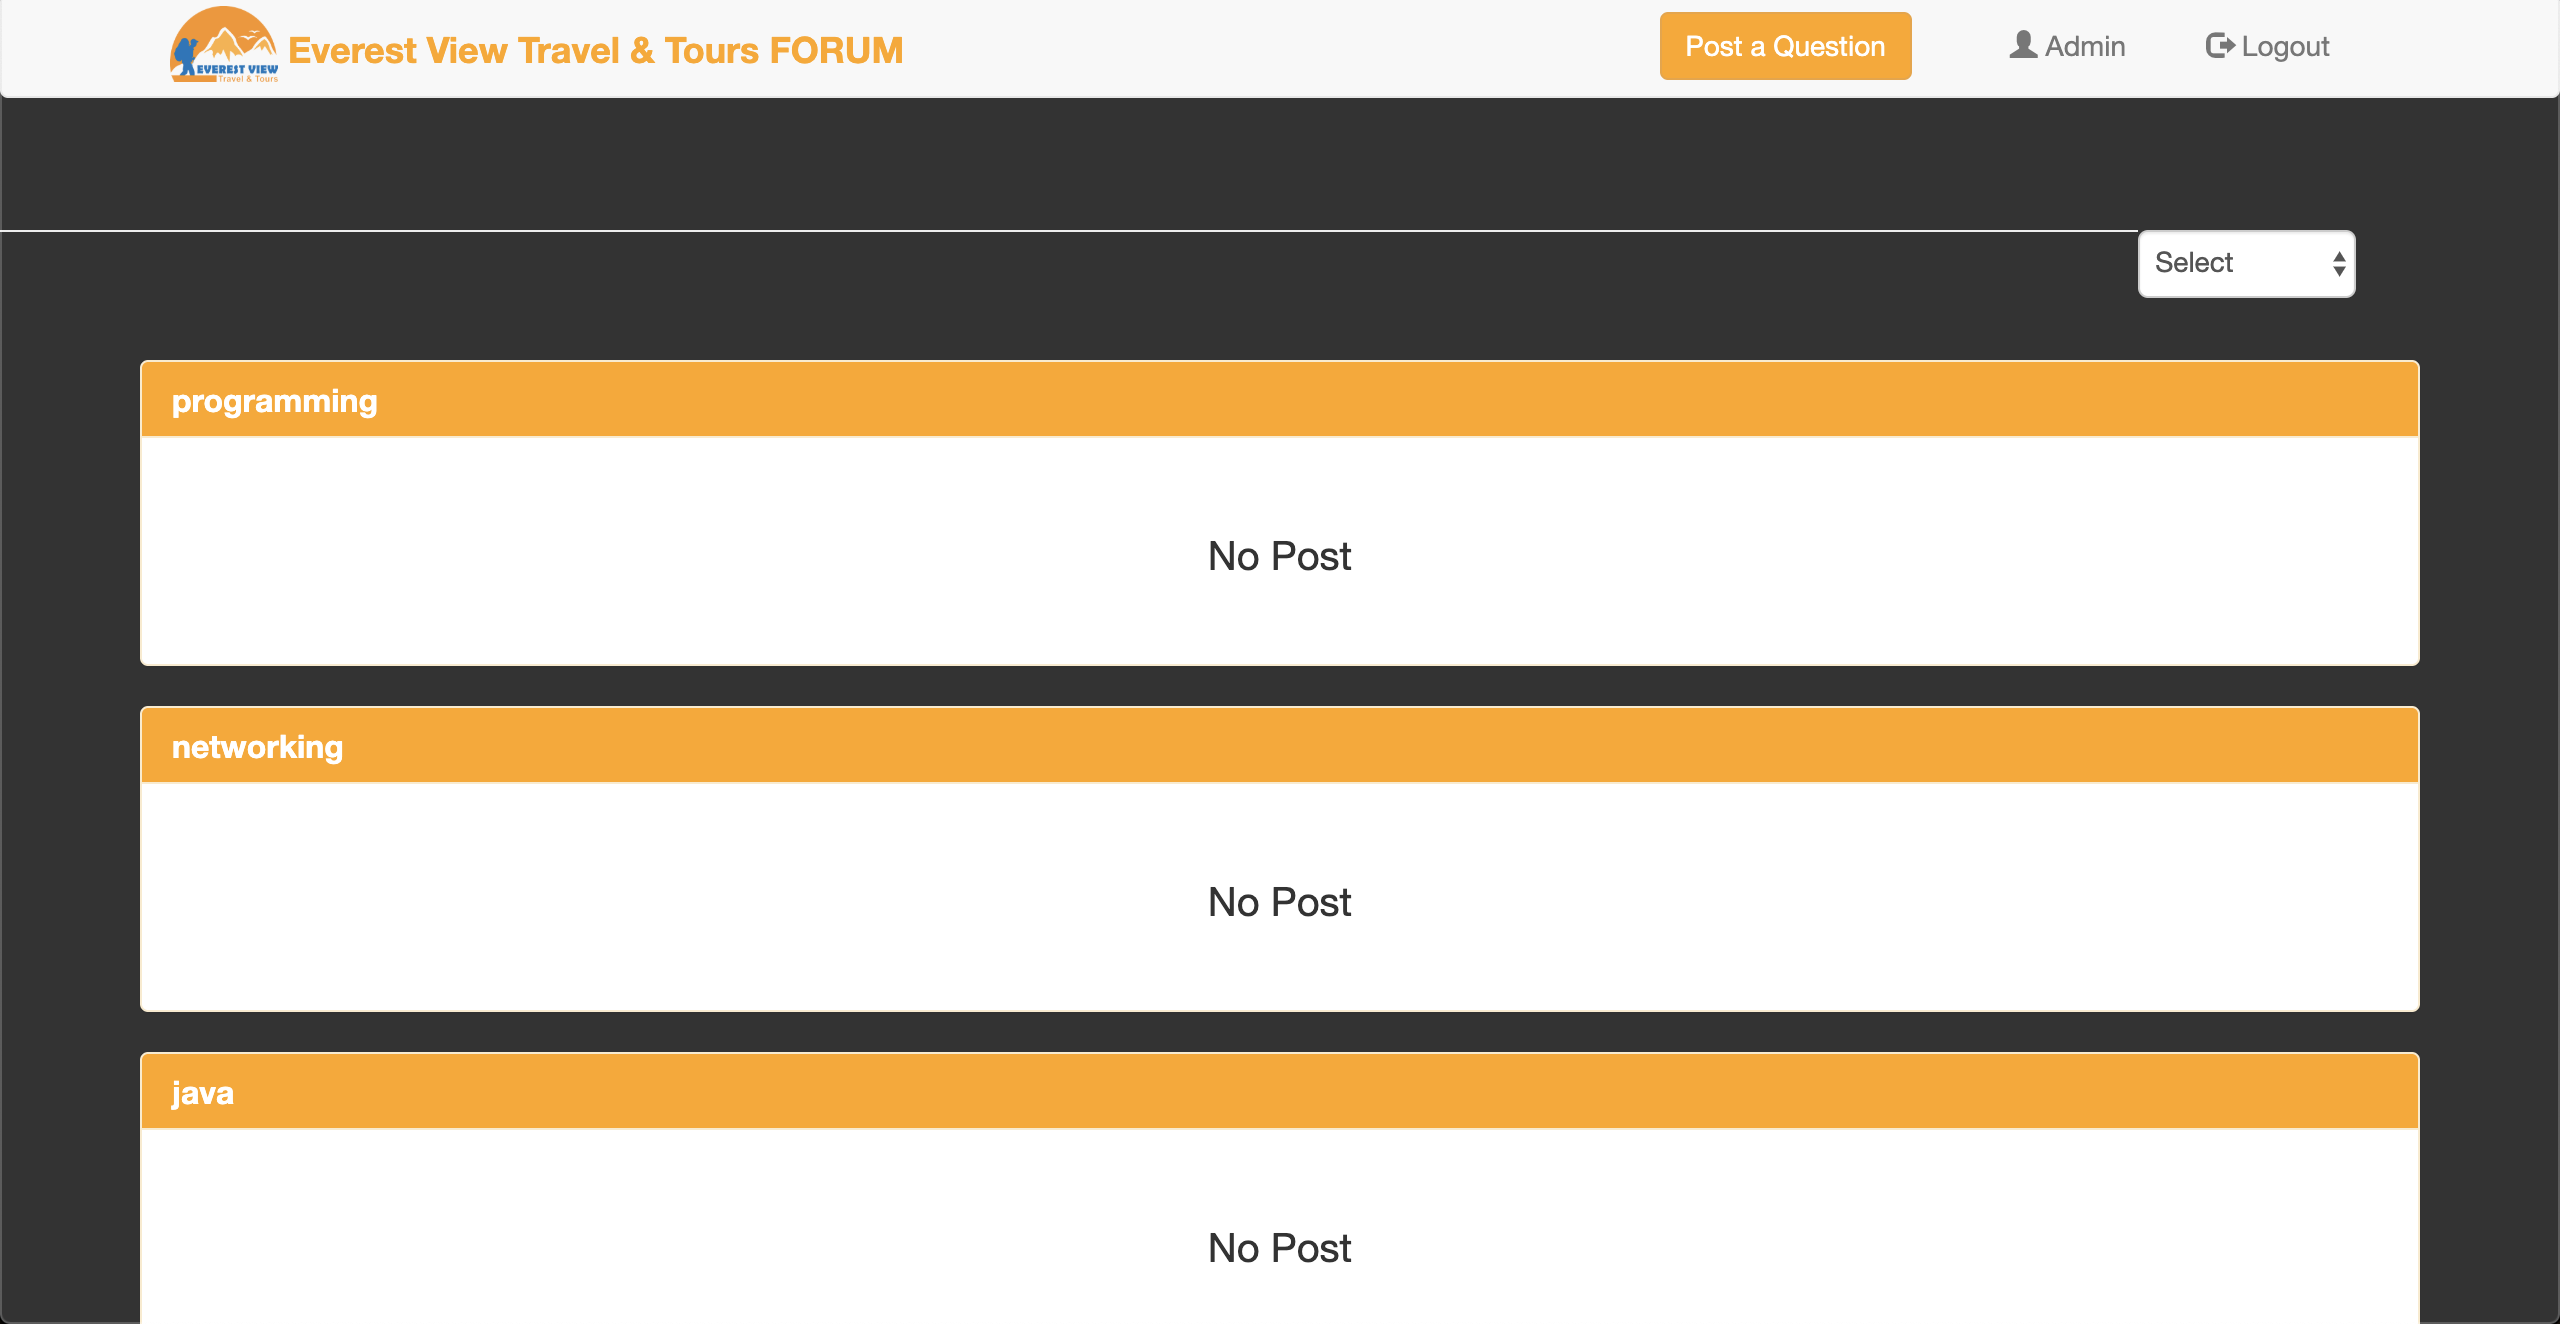 EVEREST VIEW
Travel & Tours
Everest View Travel & Tours FORUM
Post a Question
Admin
Logout
Select
programming
No Post
networking
No Post
java
No Post